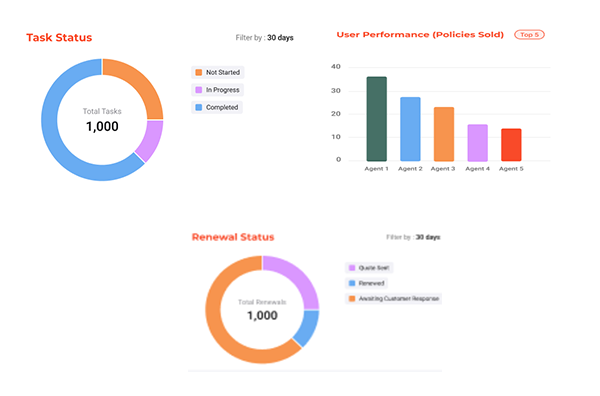 Task Status
Filter by : 30 days
Not Started
In Progress
Completed
Total Tasks
1,000
User Performance (Policies Sold)
Top 5
40
30
20
10
0
Agent 1
Agent 2
Agent 3
Agent 4
Agent 5
Renewal Status
Filter by : 30 days
Quote Sent
Renewed
Awaiting Customer Response
Total Renewals
1,000